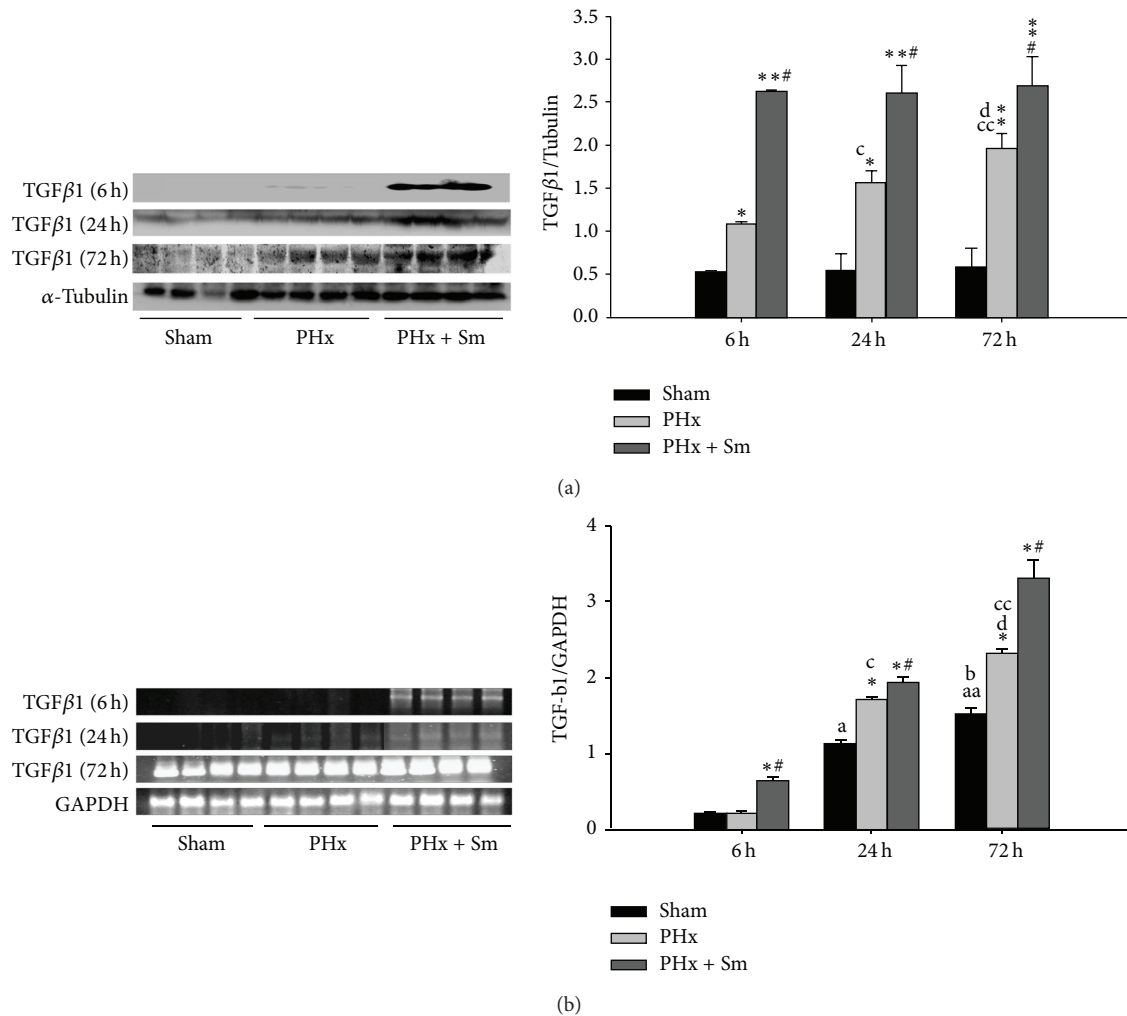 TGFβ1 (6 h)
TGFβ1 (24 h)
TGFβ1 (72 h)
α-Tubulin
Sham PHx PHx + Sm
TGFβ1/Tubulin
3.5
3.0
2.5
2.0
1.5
1.0
0.5
0.0
*
**#
c
*
**#
d
cc
**
**
#
6 h 24 h 72 h
Sham
PHx
PHx + Sm
(a)
TGFβ1 (6 h)
TGFβ1 (24 h)
TGFβ1 (72 h)
GAPDH
Sham PHx PHx + Sm
TGF-b1/GAPDH
4
3
2
1
0
*#
a
c
*
*#
b
aa
cc
d
*
*#
6 h 24 h 72 h
Sham
PHx
PHx + Sm
(b)